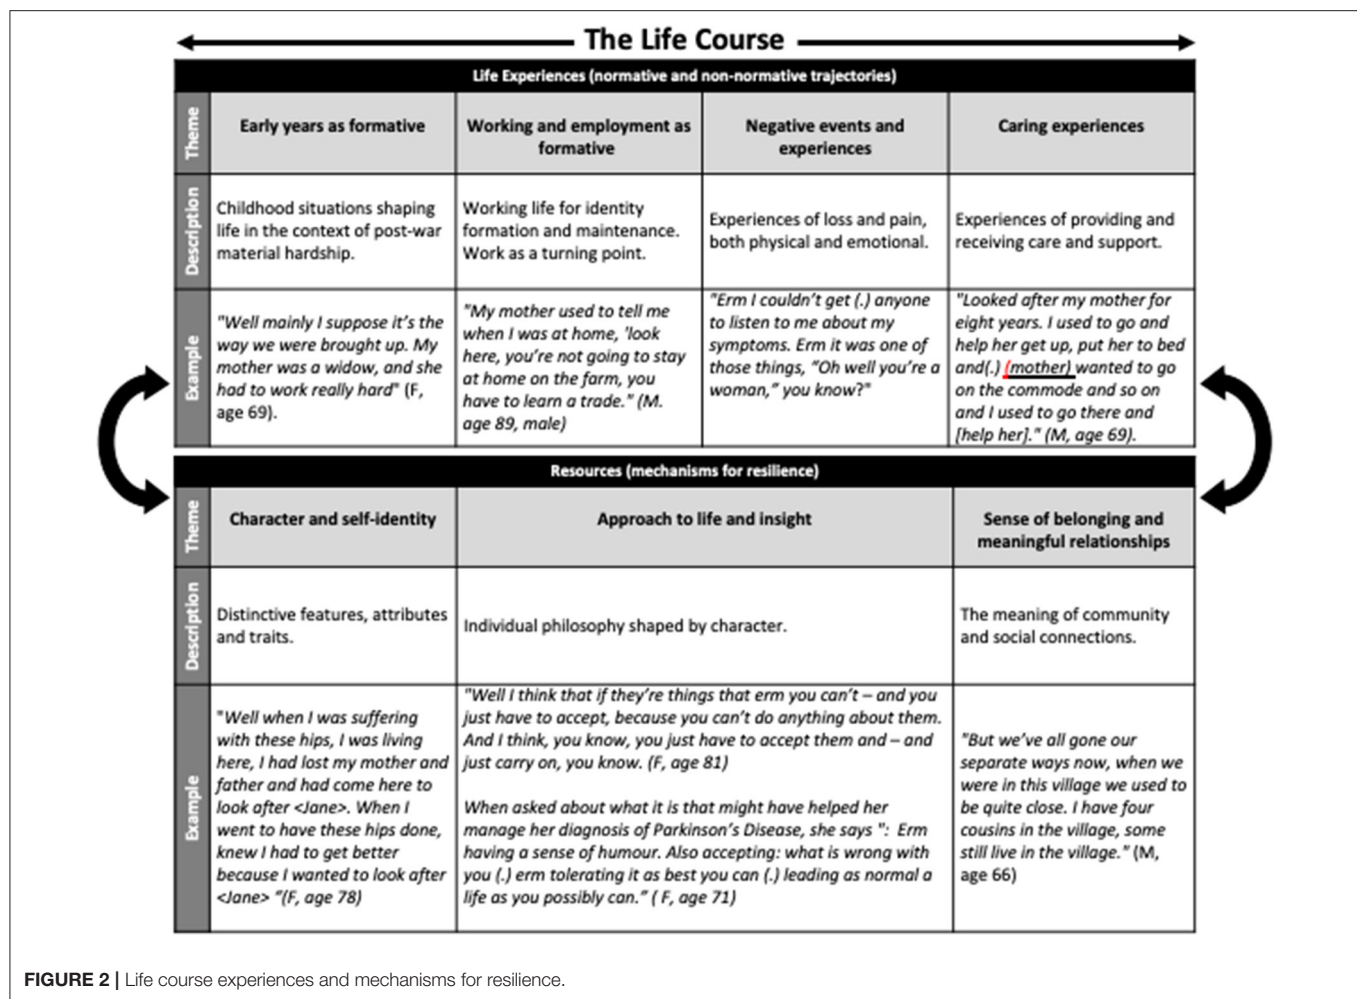 The Life Course
Life Experiences (normative and non-normative trajectories)
Theme
Early years as formative
Working and employment as
formative
Negative events and
experiences
Caring experiences
Description
Childhood situations shaping
life in the context of post-war
material hardship.
Working life for identity
formation and maintenance.
Work as a turning point.
Experiences of loss and pain,
both physical and emotional.
Experiences of providing and
receiving care and support.
Example
"Well mainly I suppose it's the
way we were brought up. My
mother was a widow, and she
had to work really hard" (F,
age 69).
"My mother used to tell me
when I was at home, 'look
here, you're not going to stay
at home on the farm, you
have to learn a trade." (M.
age 89, male)
"Erm I couldn't get (.) anyone
to listen to me about my
symptoms. Erm it was one of
those things, "Oh well you're a
woman," you know?"
"Looked after my mother for
eight years. I used to go and
help her get up, put her to bed
and(.) (mother) wanted to go
on the commode and so on
and I used to go there and
[help her]." (M, age 69).
Resources (mechanisms for resilience)
Theme
Character and self-identity
Approach to life and insight
Sense of belonging and
meaningful relationships
Description
Distinctive features, attributes
and traits.
Individual philosophy shaped by character.
The meaning of community
and social connections.
Example
"Well when I was suffering
with these hips, I was living
here, I had lost my mother and
father and had come here to
look after <Jane>. When I
went to have these hips done,
knew I had to get better
because I wanted to look after
<Jane> "(F, age 78)
"Well I think that if they're things that erm you can't – and you
just have to accept, because you can't do anything about them.
And I think, you know, you just have to accept them and – and
just carry on, you know. (F, age 81)
When asked about what it is that might have helped her
manage her diagnosis of Parkinson's Disease, she says ": Erm
having a sense of humour. Also accepting: what is wrong with
you (.) erm tolerating it as best you can (.) leading as normal a
life as you possibly can." ( F, age 71)
"But we've all gone our
separate ways now, when we
were in this village we used to
be quite close. I have four
cousins in the village, some
still live in the village." (M,
age 66)
FIGURE 2 | Life course experiences and mechanisms for resilience.